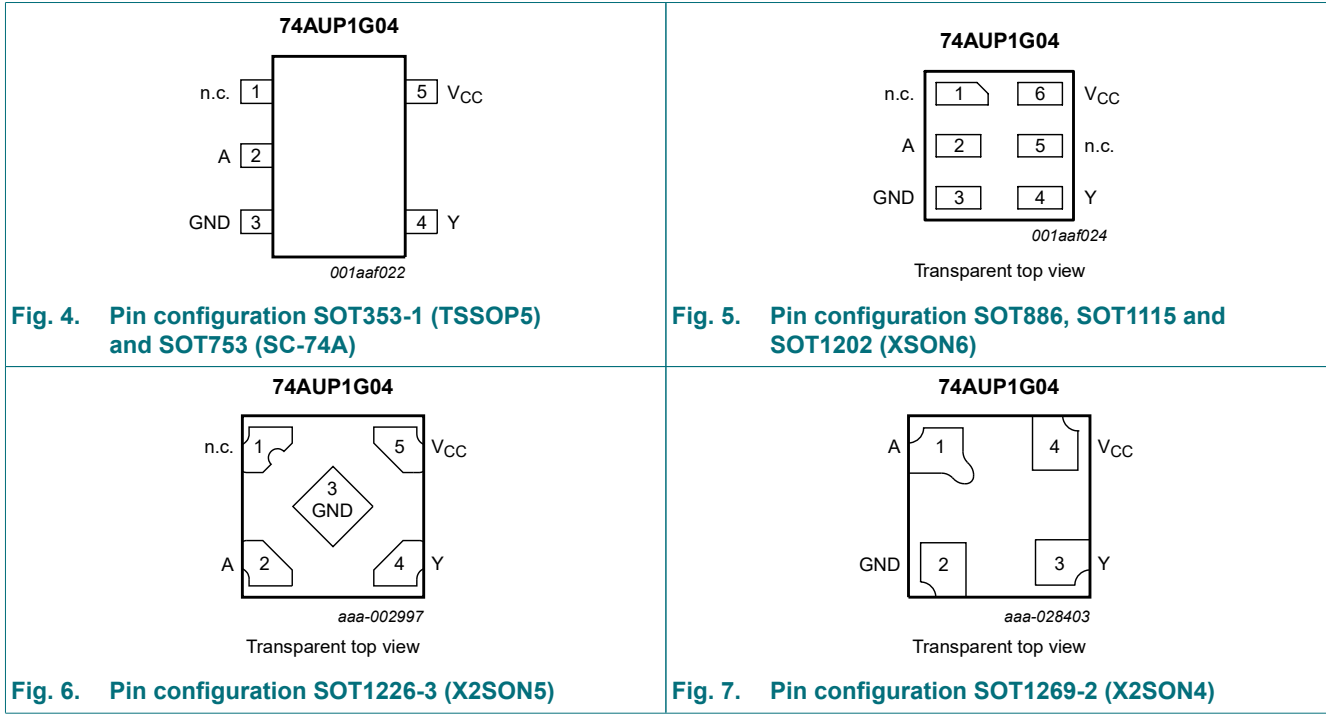 74AUP1G04
n.c. 1 5 VCC
A 2
GND 3 4 Y
001aaf022
Fig. 4. Pin configuration SOT353-1 (TSSOP5)
and SOT753 (SC-74A)
74AUP1G04
n.c. 1 6 VCC
A 2 5 n.c.
GND 3 4 Y
001aaf024
Transparent top view
Fig. 5. Pin configuration SOT886, SOT1115 and
SOT1202 (XSON6)
74AUP1G04
n.c. 1 5 VCC
3
GND
A 2 4 Y
aaa-002997
Transparent top view
Fig. 6. Pin configuration SOT1226-3 (X2SON5)
74AUP1G04
A 1 4 VCC
GND 2 3 Y
aaa-028403
Transparent top view
Fig. 7. Pin configuration SOT1269-2 (X2SON4)